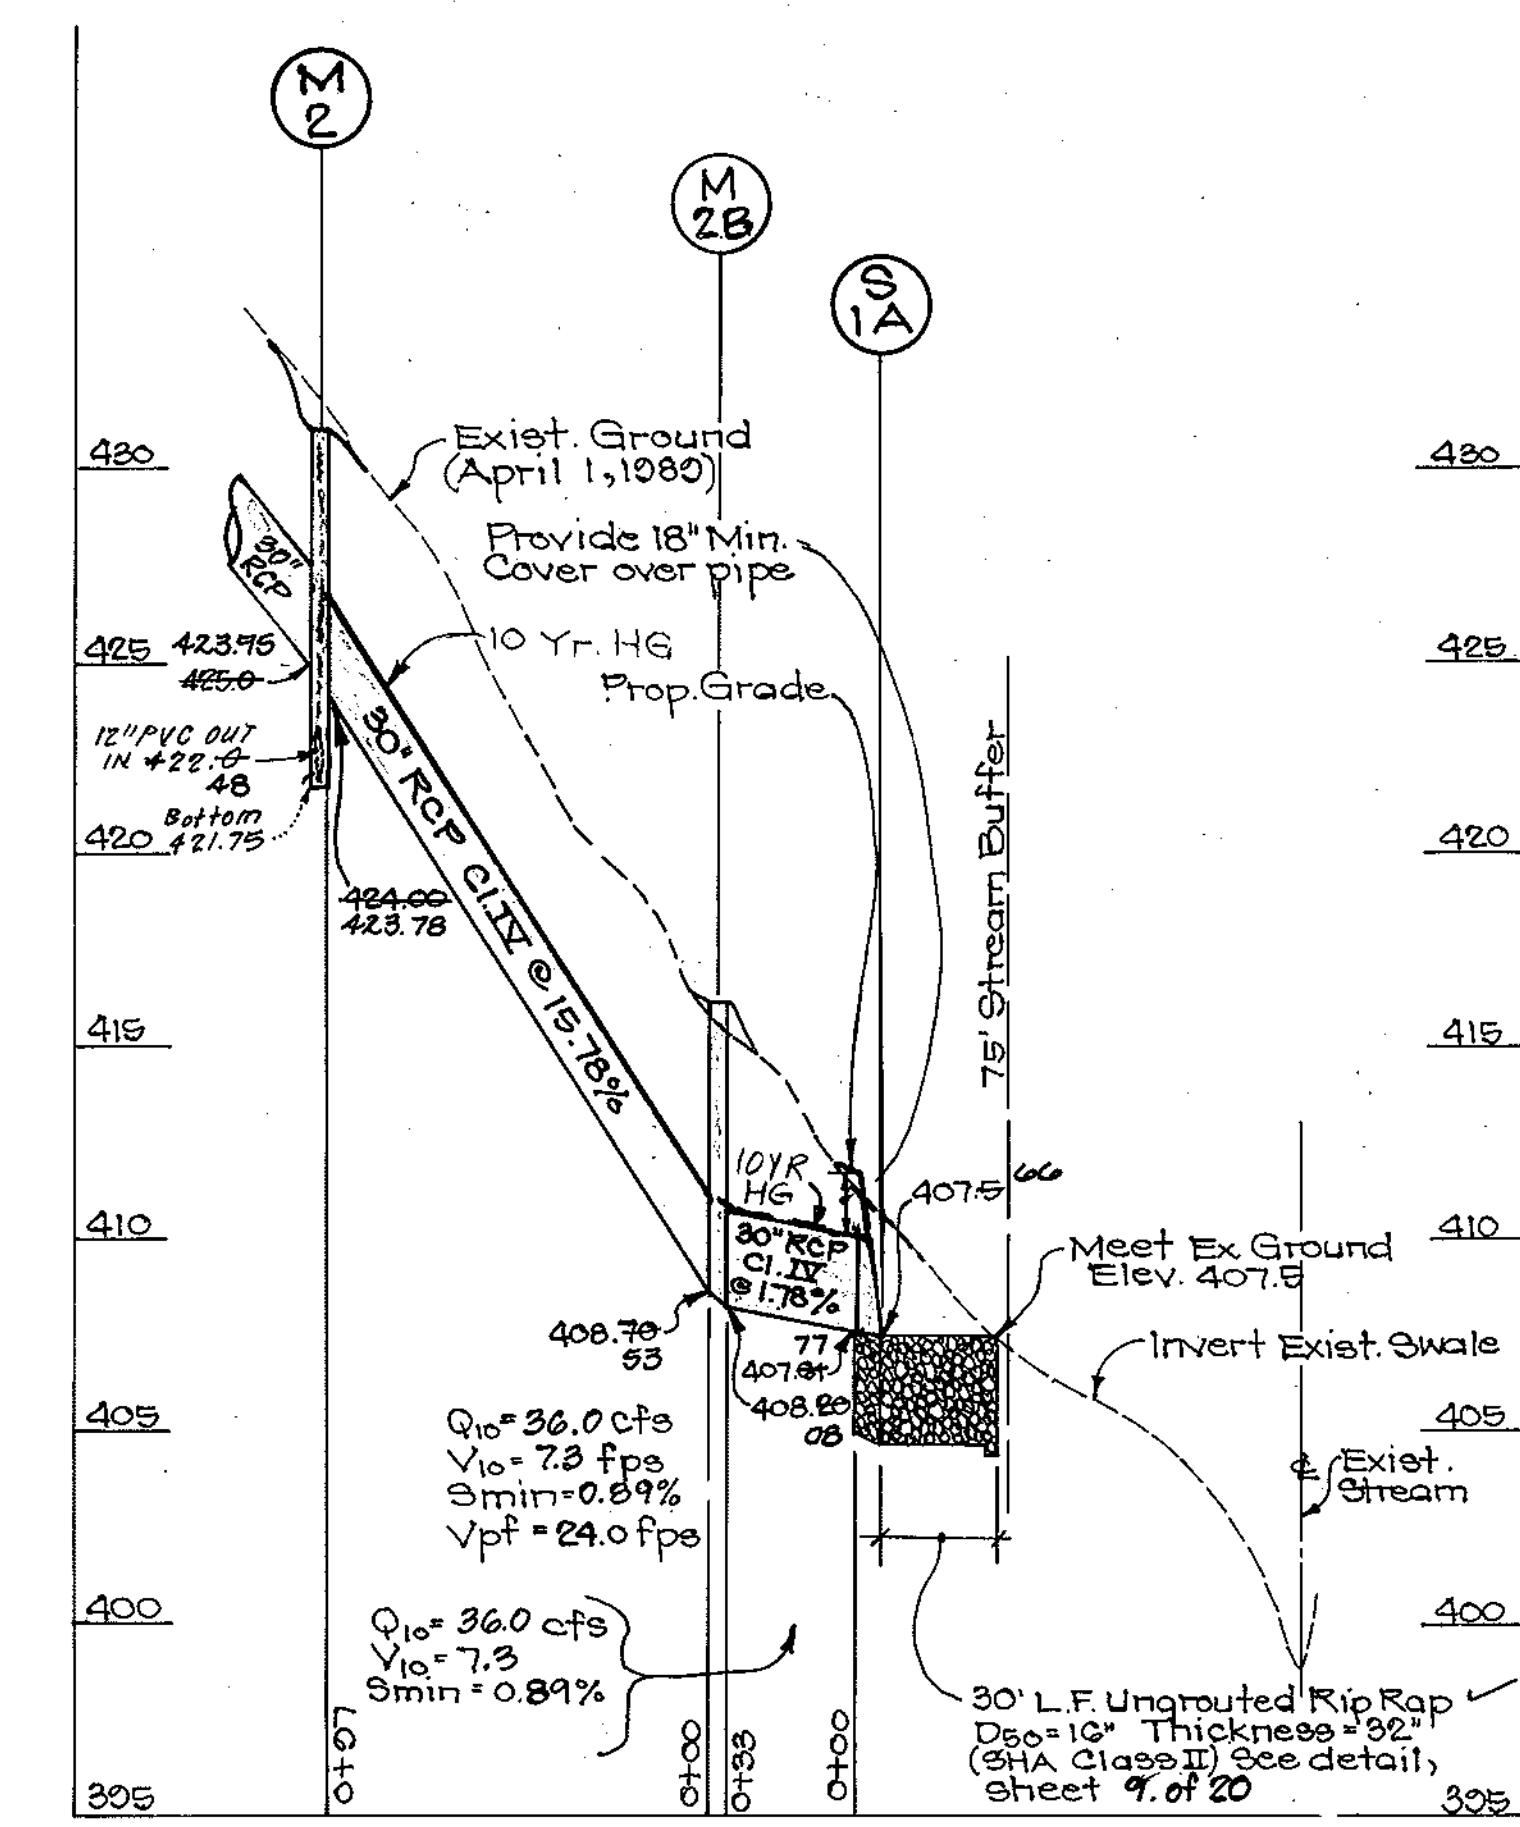 M
2
M
2B
S
1A
Exist. Ground
(April 1, 1989)
430
430
Provide 18" Min.
Cover over pipe
30"
RCP
10 Yr. HG
425
423.95
425.0
425
Prop. Grade
12" PVC OUT
IN 422.0
48
Bottom
421.75
420
420
30" RCP Cl. IV @ 15.78%
75' Stream Buffer
424.00
423.78
415
415
10YR
HG
407.5 66
410
410
30" RCP
Cl. IV
@ 1.78%
Meet Ex Ground
Elev. 407.5
408.70
53
77
407.81
408.20
08
Invert Exist. Swale
405
405
Q10 = 36.0 cfs
V10 = 7.3 fps
Smin = 0.89%
Vpf = 24.0 fps
℄ Exist.
Stream
400
400
Q10 = 36.0 cfs
V10 = 7.3
Smin = 0.89%
30' L.F. Ungrouted Rip Rap
D50 = 16" Thickness = 32"
(SHA Class II) See detail,
sheet 9 of 20
0+97
0+00
0+33
0+00
395
395